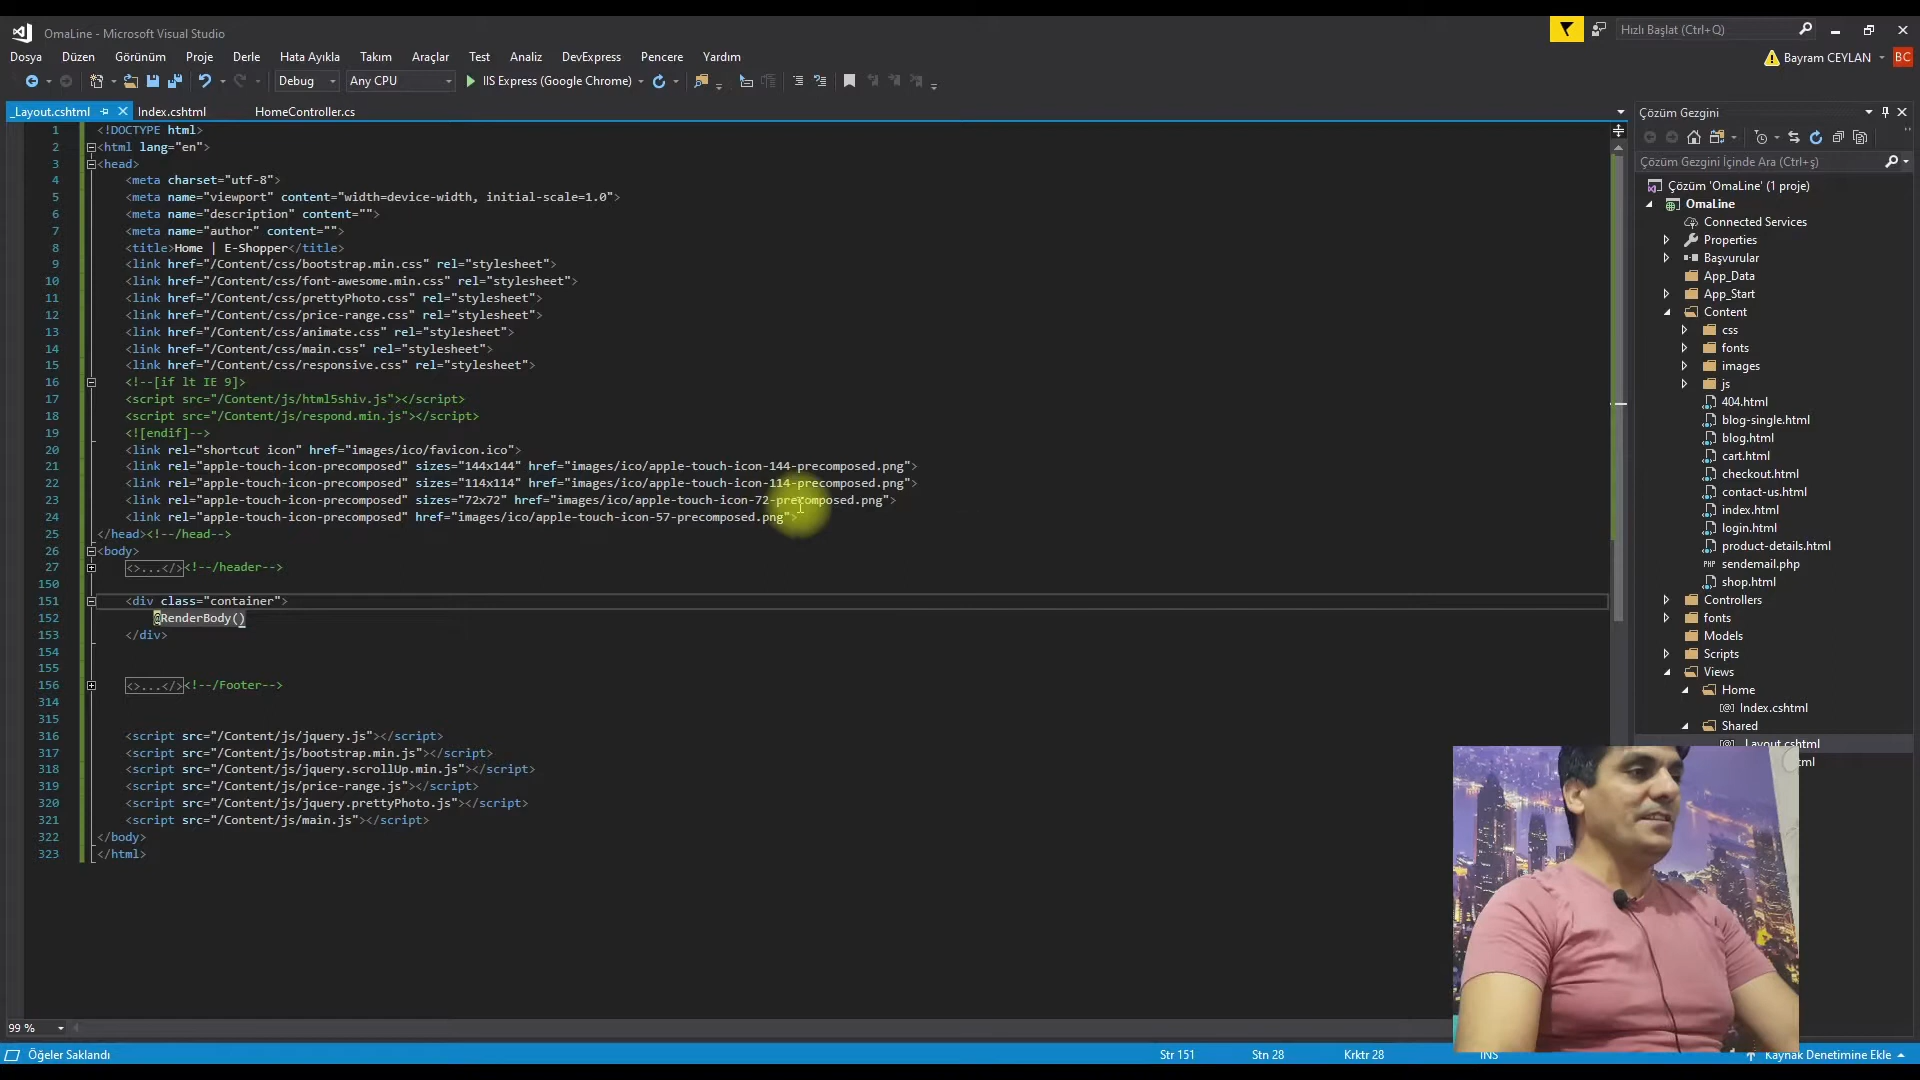 OmaLine - Microsoft Visual Studio
Hızlı Başlat (Ctrl+Q)
Dosya Düzen Görünüm Proje Derle Hata Ayıkla Takım Araçlar Test Analiz DevExpress Pencere Yardım
Bayram CEYLAN BC
Debug Any CPU IIS Express (Google Chrome)
_Layout.cshtml Index.cshtml HomeController.cs
1 <!DOCTYPE html>
2 <html lang="en">
3 <head>
4 <meta charset="utf-8">
5 <meta name="viewport" content="width=device-width, initial-scale=1.0">
6 <meta name="description" content="">
7 <meta name="author" content="">
8 <title>Home | E-Shopper</title>
9 <link href="/Content/css/bootstrap.min.css" rel="stylesheet">
10 <link href="/Content/css/font-awesome.min.css" rel="stylesheet">
11 <link href="/Content/css/prettyPhoto.css" rel="stylesheet">
12 <link href="/Content/css/price-range.css" rel="stylesheet">
13 <link href="/Content/css/animate.css" rel="stylesheet">
14 <link href="/Content/css/main.css" rel="stylesheet">
15 <link href="/Content/css/responsive.css" rel="stylesheet">
16 <!--[if lt IE 9]>
17 <script src="/Content/js/html5shiv.js"></script>
18 <script src="/Content/js/respond.min.js"></script>
19 <![endif]-->
20 <link rel="shortcut icon" href="images/ico/favicon.ico">
21 <link rel="apple-touch-icon-precomposed" sizes="144x144" href="images/ico/apple-touch-icon-144-precomposed.png">
22 <link rel="apple-touch-icon-precomposed" sizes="114x114" href="images/ico/apple-touch-icon-114-precomposed.png">
23 <link rel="apple-touch-icon-precomposed" sizes="72x72" href="images/ico/apple-touch-icon-72-precomposed.png">
24 <link rel="apple-touch-icon-precomposed" href="images/ico/apple-touch-icon-57-precomposed.png">
25 </head><!--/head-->
26 <body>
27 <>...</><!--/header-->
150
151 <div class="container">
152 @RenderBody()
153 </div>
154
155
156 <>...</><!--/Footer-->
314
315
316 <script src="/Content/js/jquery.js"></script>
317 <script src="/Content/js/bootstrap.min.js"></script>
318 <script src="/Content/js/jquery.scrollUp.min.js"></script>
319 <script src="/Content/js/price-range.js"></script>
320 <script src="/Content/js/jquery.prettyPhoto.js"></script>
321 <script src="/Content/js/main.js"></script>
322 </body>
323 </html>
Çözüm Gezgini
Çözüm Gezgini İçinde Ara (Ctrl+ş)
Çözüm 'OmaLine' (1 proje)
OmaLine
Connected Services
Properties
Başvurular
App_Data
App_Start
Content
css
fonts
images
js
404.html
blog-single.html
blog.html
cart.html
checkout.html
contact-us.html
index.html
login.html
product-details.html
PHP sendemail.php
shop.html
Controllers
fonts
Models
Scripts
Views
Home
Index.cshtml
Shared
_Layout.cshtml
99 %
Öğeler Saklandı Str 151 Stn 28 Krktr 28 INS Kaynak Denetimine Ekle